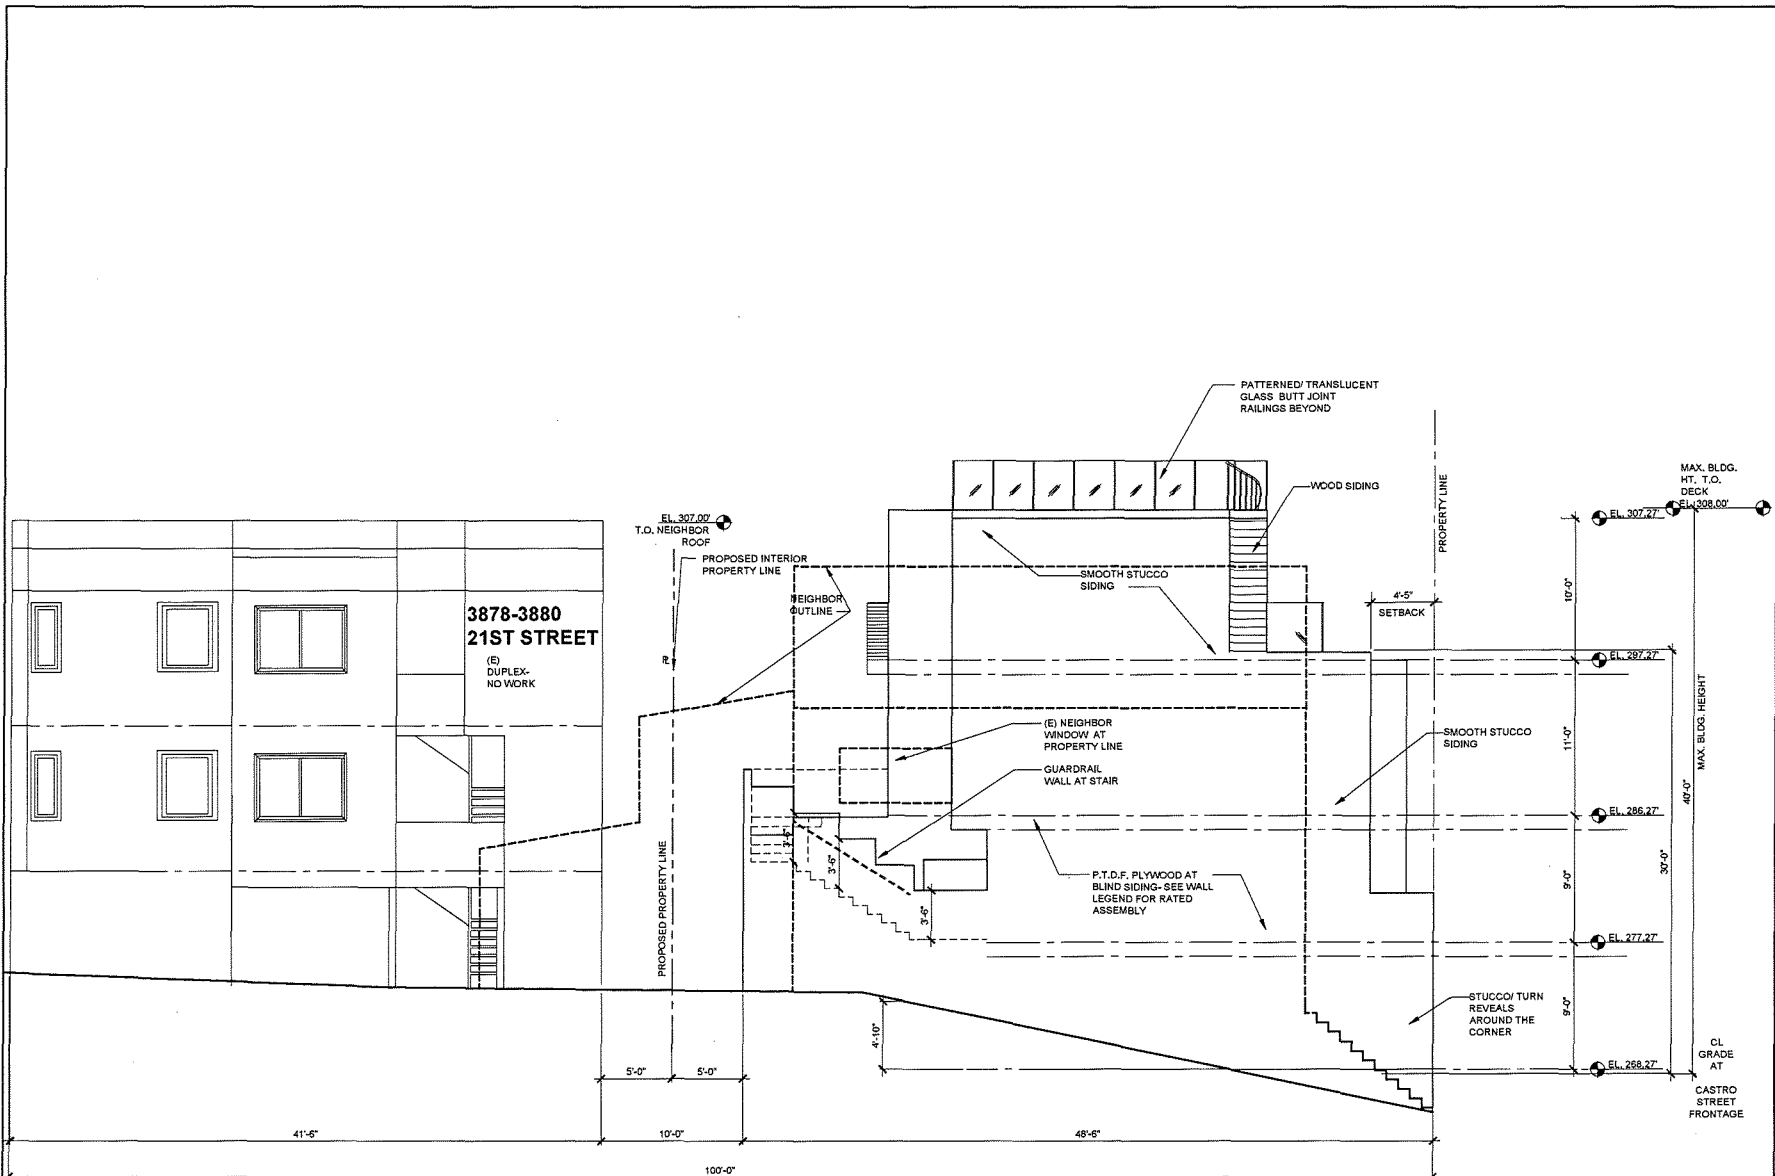 PATTERNED/ TRANSLUCENT
GLASS BUTT JOINT
RAILINGS BEYOND
WOOD SIDING
PROPERTY LINE
MAX. BLDG.
HT. T.O.
DECK
EL. 308.00'
EL. 307.27'
EL. 307.00'
T.O. NEIGHBOR
ROOF
PROPOSED INTERIOR
PROPERTY LINE
SMOOTH STUCCO
SIDING
NEIGHBOR
OUTLINE
3878-3880
21ST STREET
(E)
DUPLEX-
NO WORK
PL
4'-5"
SETBACK
10'-0"
EL. 297.27'
(E) NEIGHBOR
WINDOW AT
PROPERTY LINE
GUARDRAIL
WALL AT STAIR
SMOOTH STUCCO
SIDING
11'-0"
MAX. BLDG. HEIGHT
40'-0"
30'-0"
EL. 286.27'
3'-6"
3'-6"
3'-6"
P.T.D.F. PLYWOOD AT
BLIND SIDING- SEE WALL
LEGEND FOR RATED
ASSEMBLY
9'-0"
EL. 277.27'
PROPOSED PROPERTY LINE
STUCCO/ TURN
REVEALS
AROUND THE
CORNER
9'-0"
4'-10"
EL. 268.27'
CL
GRADE
AT
CASTRO
STREET
FRONTAGE
5'-0"
5'-0"
41'-6"
10'-0"
48'-6"
100'-0"